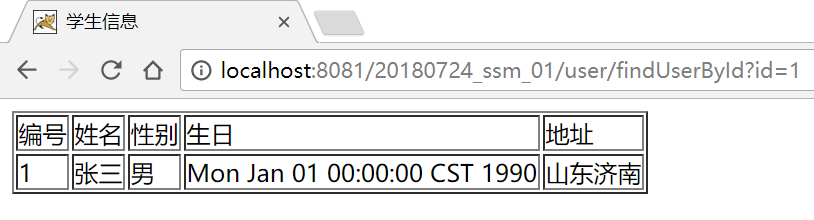 学生信息
localhost:8081/20180724_ssm_01/user/findUserById?id=1
编号 姓名 性别 生日 地址
1 张三 男 Mon Jan 01 00:00:00 CST 1990 山东济南